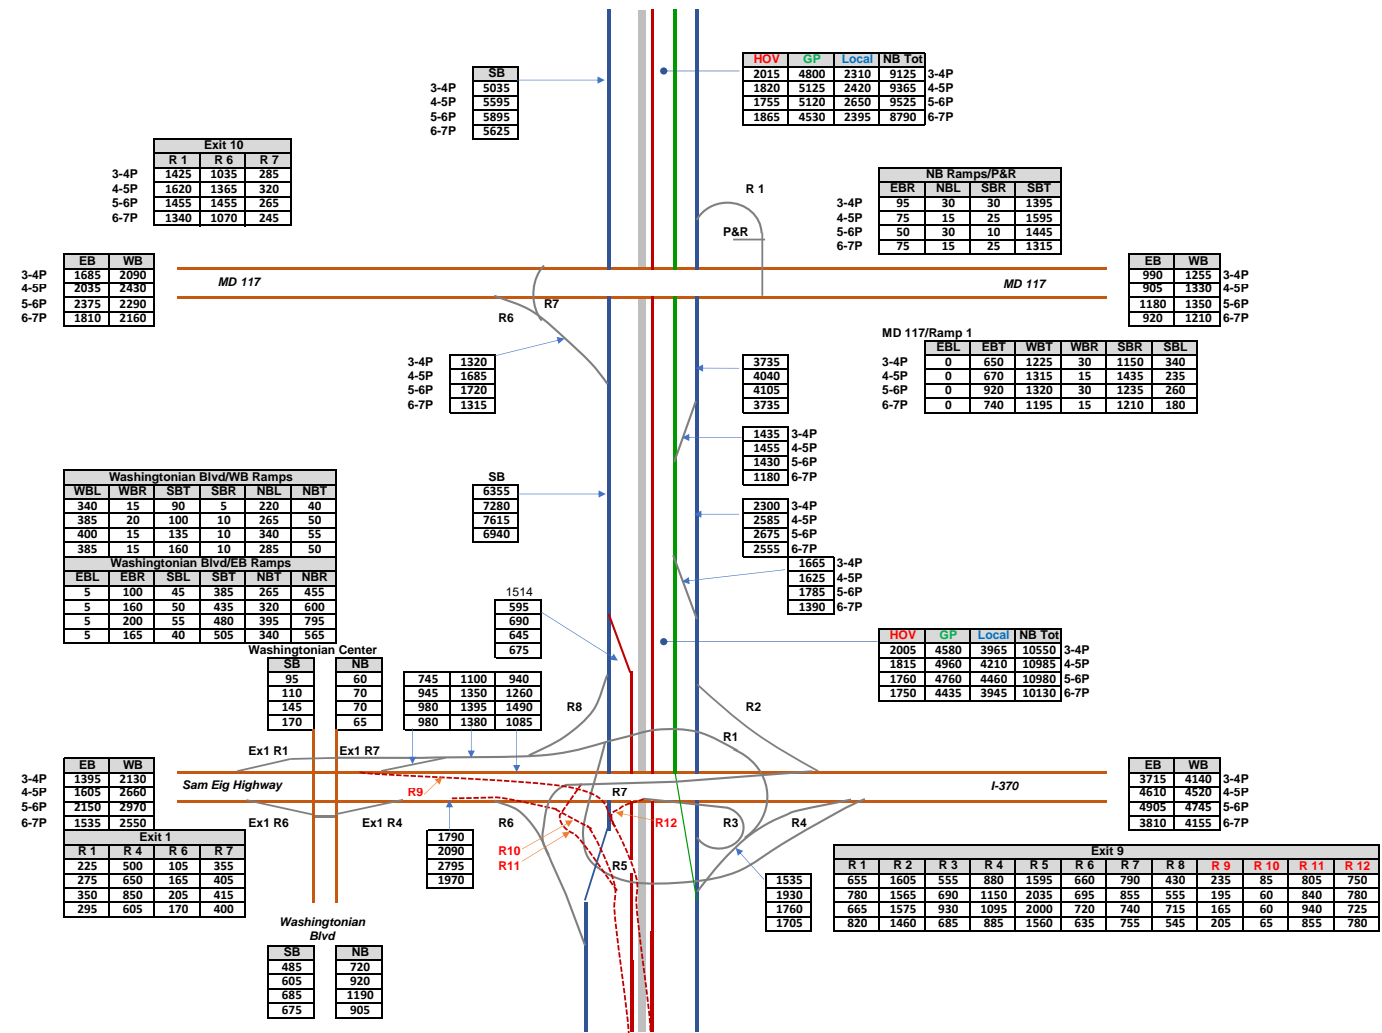 SB
3-4P 5035
4-5P 5595
5-6P 5895
6-7P 5625
HOV GP Local NB Tot
2015 4800 2310 9125 3-4P
1820 5125 2420 9365 4-5P
1755 5120 2650 9525 5-6P
1865 4530 2395 8790 6-7P
Exit 10
R 1 R 6 R 7
3-4P 1425 1035 285
4-5P 1620 1365 320
5-6P 1455 1455 265
6-7P 1340 1070 245
R 1
P&R
NB Ramps/P&R
EBR NBL SBR SBT
3-4P 95 30 30 1395
4-5P 75 15 25 1595
5-6P 50 30 10 1445
6-7P 75 15 25 1315
EB WB
3-4P 1685 2090
4-5P 2035 2430
5-6P 2375 2290
6-7P 1810 2160
MD 117
MD 117
EB WB
990 1255 3-4P
905 1330 4-5P
1180 1350 5-6P
920 1210 6-7P
R7
R6
MD 117/Ramp 1
EBL EBT WBT WBR SBR SBL
3-4P 0 650 1225 30 1150 340
4-5P 0 670 1315 15 1435 235
5-6P 0 920 1320 30 1235 260
6-7P 0 740 1195 15 1210 180
3-4P 1320
4-5P 1685
5-6P 1720
6-7P 1315
3735
4040
4105
3735
1435 3-4P
1455 4-5P
1430 5-6P
1180 6-7P
Washingtonian Blvd/WB Ramps
WBL WBR SBT SBR NBL NBT
340 15 90 5 220 40
385 20 100 10 265 50
400 15 135 10 340 55
385 15 160 10 285 50
Washingtonian Blvd/EB Ramps
EBL EBR SBL SBT NBT NBR
5 100 45 385 265 455
5 160 50 435 320 600
5 200 55 480 395 795
5 165 40 505 340 565
SB
6355
7280
7615
6940
2300 3-4P
2585 4-5P
2675 5-6P
2555 6-7P
1665 3-4P
1625 4-5P
1785 5-6P
1390 6-7P
1514
595
690
645
675
HOV GP Local NB Tot
2005 4580 3965 10550 3-4P
1815 4960 4210 10985 4-5P
1760 4760 4460 10980 5-6P
1750 4435 3945 10130 6-7P
Washingtonian Center
SB NB
95 60
110 70
145 70
170 65
745 1100 940
945 1350 1260
980 1395 1490
980 1380 1085
R8
R2
R1
Ex1 R1
Ex1 R7
EB WB
3-4P 1395 2130
4-5P 1605 2660
5-6P 2150 2970
6-7P 1535 2550
Sam Eig Highway
R9
R7
I-370
EB WB
3715 4140 3-4P
4610 4520 4-5P
4905 4745 5-6P
3810 4155 6-7P
Ex1 R6
Ex1 R4
R6
R12
R3
R4
R10
R11
R5
Exit 1
R 1 R 4 R 6 R 7
225 500 105 355
275 650 165 405
350 850 205 415
295 605 170 400
1790
2090
2795
1970
1535
1930
1760
1705
Exit 9
R 1 R 2 R 3 R 4 R 5 R 6 R 7 R 8 R 9 R 10 R 11 R 12
655 1605 555 880 1595 660 790 430 235 85 805 750
780 1565 690 1150 2035 695 855 555 195 60 840 780
665 1575 930 1095 2000 720 740 715 165 60 940 725
820 1460 685 885 1560 635 755 545 205 65 855 780
Washingtonian
Blvd
SB NB
485 720
605 920
685 1190
675 905